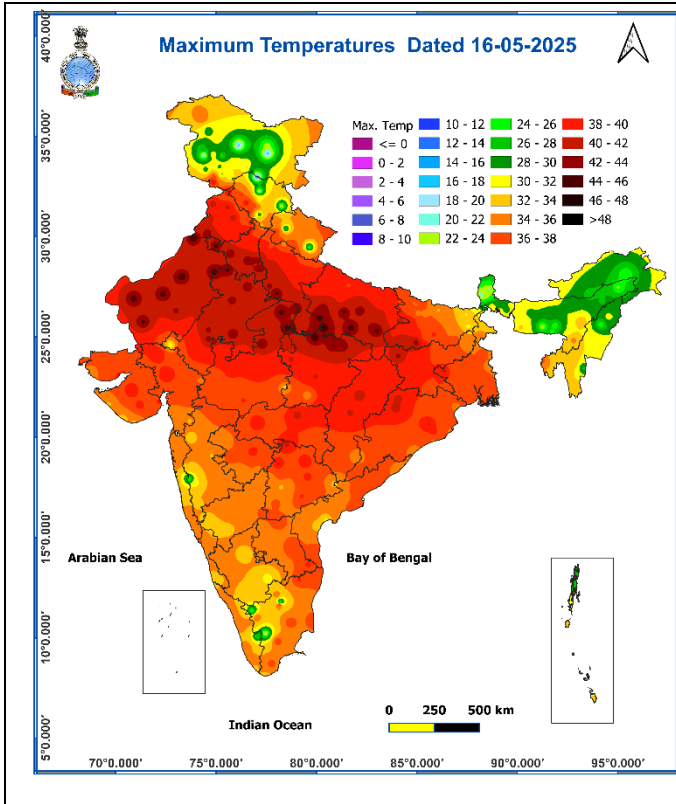 Maximum Temperatures Dated 16-05-2025
Max. Temp
<= 0
0 - 2
2 - 4
4 - 6
6 - 8
8 - 10
10 - 12
12 - 14
14 - 16
16 - 18
18 - 20
20 - 22
22 - 24
24 - 26
26 - 28
28 - 30
30 - 32
32 - 34
34 - 36
36 - 38
38 - 40
40 - 42
42 - 44
44 - 46
46 - 48
>48
40°0.000'
35°0.000'
30°0.000'
25°0.000'
20°0.000'
15°0.000'
10°0.000'
5°0.000'
Arabian Sea
Bay of Bengal
Indian Ocean
0 250 500 km
70°0.000' 75°0.000' 80°0.000' 85°0.000' 90°0.000' 95°0.000'